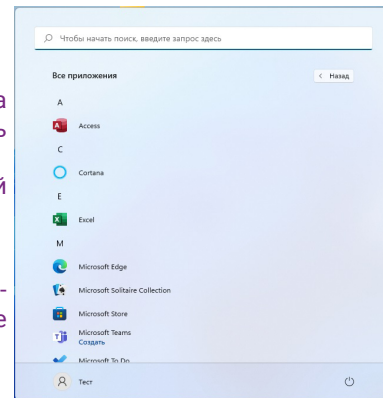 Чтобы начать поиск, введите запрос здесь
Все приложения
Назад
A
Access
C
Cortana
E
Excel
M
Microsoft Edge
Microsoft Solitaire Collection
Microsoft Store
Microsoft Teams
Создать
Microsoft To Do
Тест